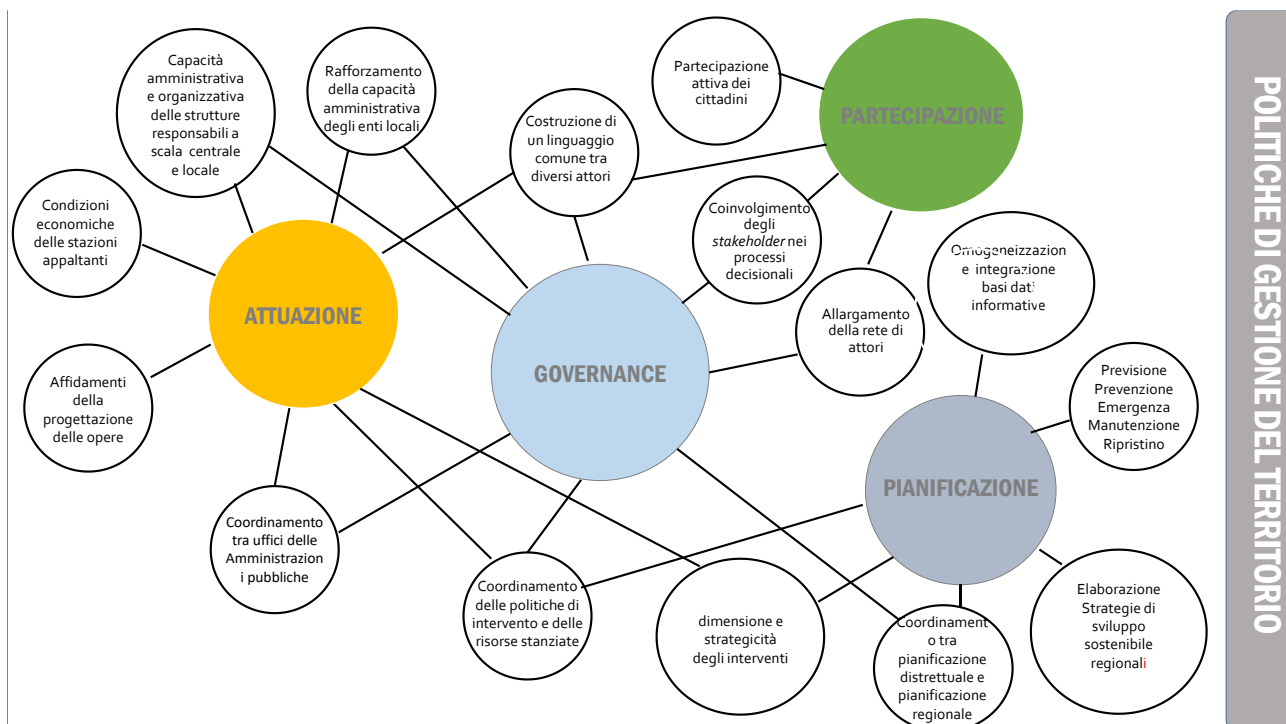 Capacità
amministrativa
e organizzativa
delle strutture
responsabili a
scala centrale
e locale
Rafforzamento
della capacità
amministrativa
degli enti locali
Costruzione di
un linguaggio
comune tra
diversi attori
Partecipazione
attiva dei
cittadini
PARTECIPAZIONE
Condizioni
economiche
delle stazioni
appaltanti
Coinvolgimento
degli
stakeholder nei
processi
decisionali
Omogeneizzazion
e integrazione
basi dati
informative
ATTUAZIONE
GOVERNANCE
Allargamento
della rete di
attori
Affidamenti
della
progettazione
delle opere
Previsione
Prevenzione
Emergenza
Manutenzione
Ripristino
PIANIFICAZIONE
Coordinamento
tra uffici delle
Amministrazion
i pubbliche
Coordinamento
delle politiche di
intervento e delle
risorse stanziate
dimensione e
strategicità
degli interventi
Coordinament
o tra
pianificazione
distrettuale e
pianificazione
regionale
Elaborazione
Strategie di
sviluppo
sostenibile
regionali
POLITICHE DI GESTIONE DEL TERRITORIO